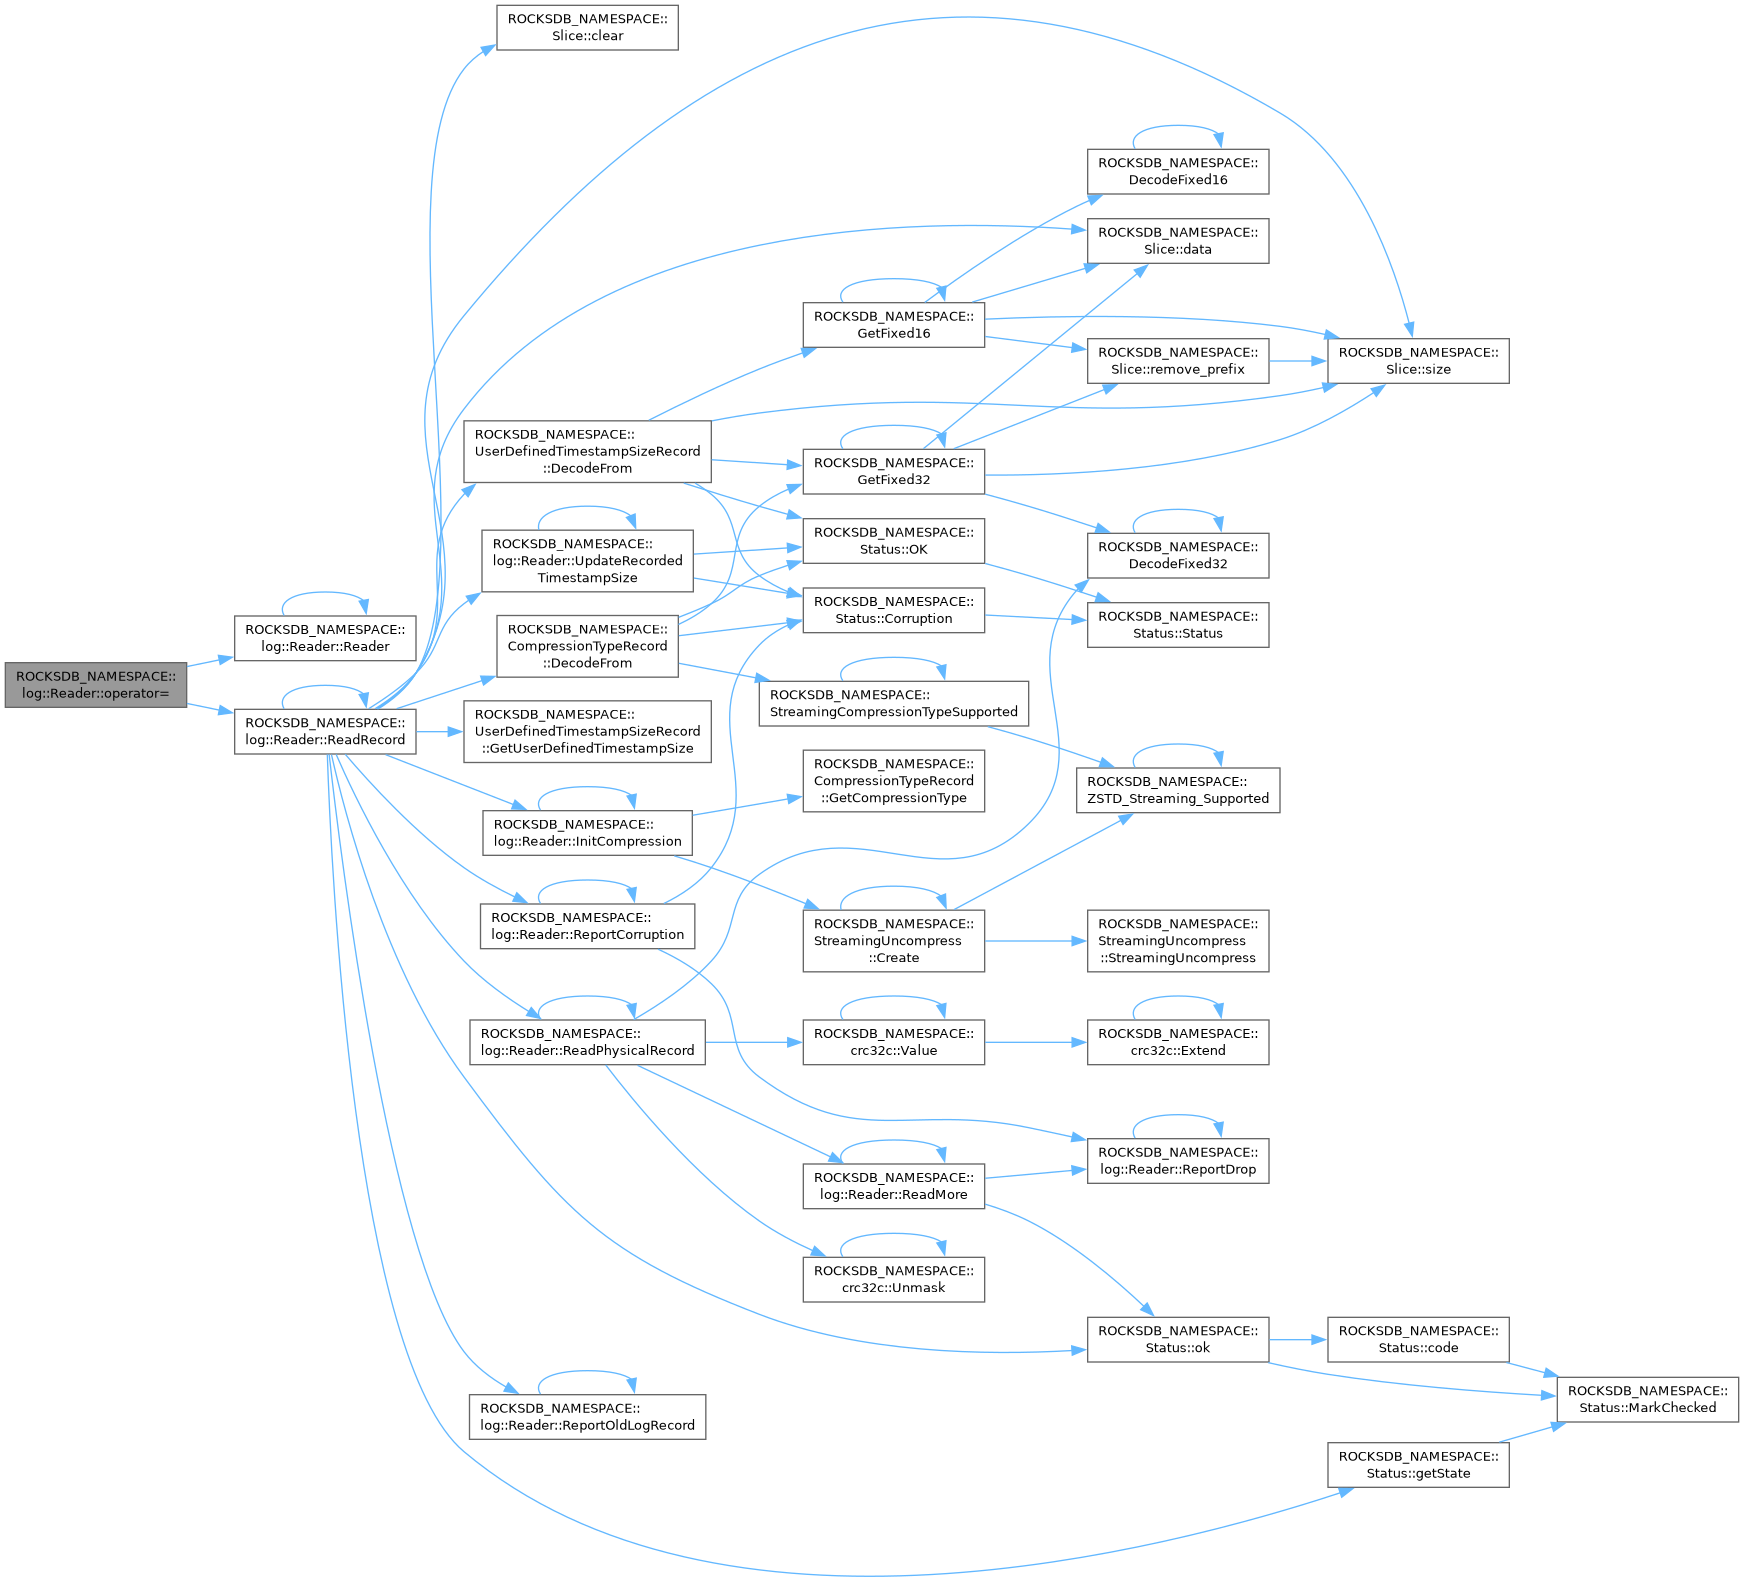 ROCKSDB_NAMESPACE::
log::Reader::operator=
ROCKSDB_NAMESPACE::
log::Reader::Reader
ROCKSDB_NAMESPACE::
log::Reader::ReadRecord
ROCKSDB_NAMESPACE::
Slice::clear
ROCKSDB_NAMESPACE::
UserDefinedTimestampSizeRecord
::DecodeFrom
ROCKSDB_NAMESPACE::
log::Reader::UpdateRecorded
TimestampSize
ROCKSDB_NAMESPACE::
CompressionTypeRecord
::DecodeFrom
ROCKSDB_NAMESPACE::
UserDefinedTimestampSizeRecord
::GetUserDefinedTimestampSize
ROCKSDB_NAMESPACE::
log::Reader::InitCompression
ROCKSDB_NAMESPACE::
log::Reader::ReportCorruption
ROCKSDB_NAMESPACE::
log::Reader::ReadPhysicalRecord
ROCKSDB_NAMESPACE::
log::Reader::ReportOldLogRecord
ROCKSDB_NAMESPACE::
GetFixed16
ROCKSDB_NAMESPACE::
GetFixed32
ROCKSDB_NAMESPACE::
Status::OK
ROCKSDB_NAMESPACE::
Status::Corruption
ROCKSDB_NAMESPACE::
StreamingCompressionTypeSupported
ROCKSDB_NAMESPACE::
CompressionTypeRecord
::GetCompressionType
ROCKSDB_NAMESPACE::
StreamingUncompress
::Create
ROCKSDB_NAMESPACE::
crc32c::Value
ROCKSDB_NAMESPACE::
log::Reader::ReadMore
ROCKSDB_NAMESPACE::
crc32c::Unmask
ROCKSDB_NAMESPACE::
DecodeFixed16
ROCKSDB_NAMESPACE::
Slice::data
ROCKSDB_NAMESPACE::
Slice::remove_prefix
ROCKSDB_NAMESPACE::
DecodeFixed32
ROCKSDB_NAMESPACE::
Status::Status
ROCKSDB_NAMESPACE::
ZSTD_Streaming_Supported
ROCKSDB_NAMESPACE::
StreamingUncompress
::StreamingUncompress
ROCKSDB_NAMESPACE::
crc32c::Extend
ROCKSDB_NAMESPACE::
log::Reader::ReportDrop
ROCKSDB_NAMESPACE::
Status::ok
ROCKSDB_NAMESPACE::
Slice::size
ROCKSDB_NAMESPACE::
Status::code
ROCKSDB_NAMESPACE::
Status::getState
ROCKSDB_NAMESPACE::
Status::MarkChecked